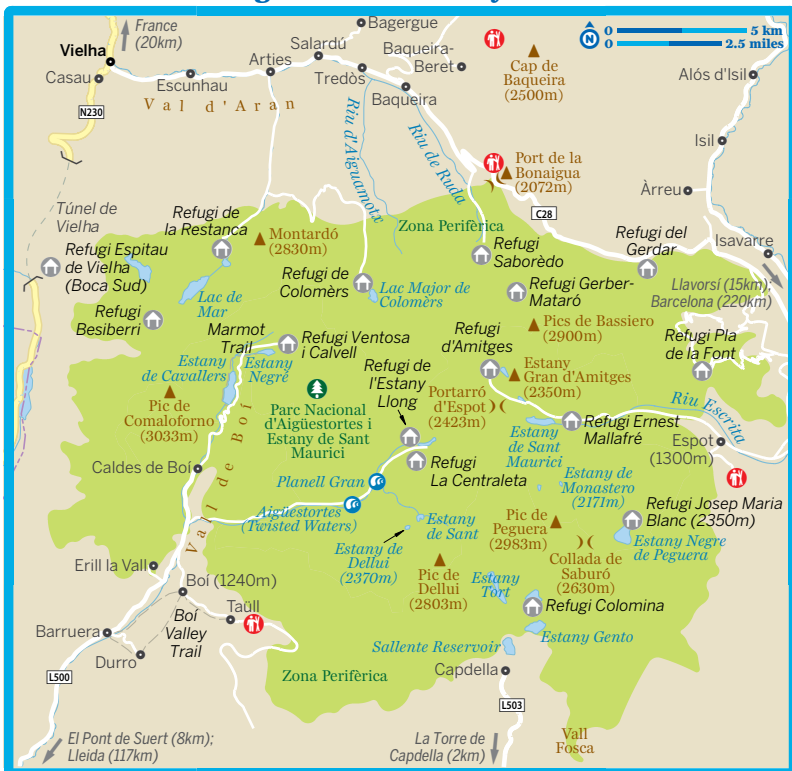 France
(20km)
Vielha
Casau
Escunhau
Arties
Salardú
Bagergue
Tredòs
Baqueira-
Beret
Baqueira
Cap de
Baqueira
(2500m)
N
0 5 km
0 2.5 miles
Alós d'Isil
Isil
Àrreu
Isavarre
N230
Val d'Aran
Riu d'Aiguamotx
Riu de Ruda
Port de la
Bonaigua
(2072m)
C28
Túnel de
Vielha
Refugi Espitau
de Vielha
(Boca Sud)
Refugi de
la Restanca
Montardó
(2830m)
Zona Perifèrica
Refugi
Saborèdo
Refugi del
Gerdar
Llavorsí (15km);
Barcelona (220km)
Refugi de
Colomèrs
Lac Major de
Colomèrs
Refugi Gerber-
Mataró
Lac de
Mar
Refugi
Besiberri
Marmot
Trail
Refugi Ventosa
i Calvell
Pics de Bassiero
(2900m)
Refugi Pla
de la Font
Refugi
d'Amitges
Estany
de Cavallers
Estany
Negre
Refugi de
l'Estany
Llong
Estany
Gran d'Amitges
(2350m)
Portarró
d'Espot
(2423m)
Riu Escrita
Pic de
Comaloforno
(3033m)
Parc Nacional
d'Aigüestortes i
Estany de Sant
Maurici
Refugi Ernest
Mallafré
Espot
(1300m)
Estany
de Sant
Maurici
Refugi
La Centraleta
Caldes de Boí
Vall de Boí
Planell Gran
Aigüestortes
(Twisted Waters)
Estany de
Monastero
(2171m)
Refugi Josep Maria
Blanc (2350m)
Estany
de Sant
Pic de
Peguera
(2983m)
Estany Negre
de Peguera
Estany de
Dellui
(2370m)
Collada de
Saburó
(2630m)
Pic de
Dellui
(2803m)
Estany
Tort
Erill la Vall
Boí (1240m)
Taüll
Refugi Colomina
Boí
Valley
Trail
Barruera
Durro
Estany Gento
Sallente Reservoir
Capdella
Zona Perifèrica
L500
L503
El Pont de Suert (8km);
Lleida (117km)
La Torre de
Capdella (2km)
Vall
Fosca